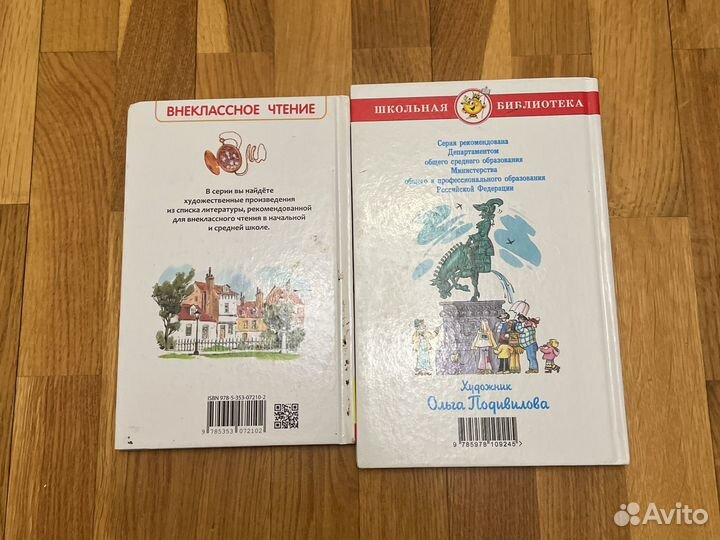 ВНЕКЛАССНОЕ ЧТЕНИЕ
В серии вы найдёте
художественные произведения
из списка литературы, рекомендованной
для внеклассного чтения в начальной
и средней школе.
ISBN 978-5-353-07210-2
9 785353 072102
ШКОЛЬНАЯ БИБЛИОТЕКА
Серия рекомендована
Департаментом
общего среднего образования
Министерства
общего и профессионального образования
Российской Федерации
Художник
Ольга Подивилова
9 785978 109245
Avito